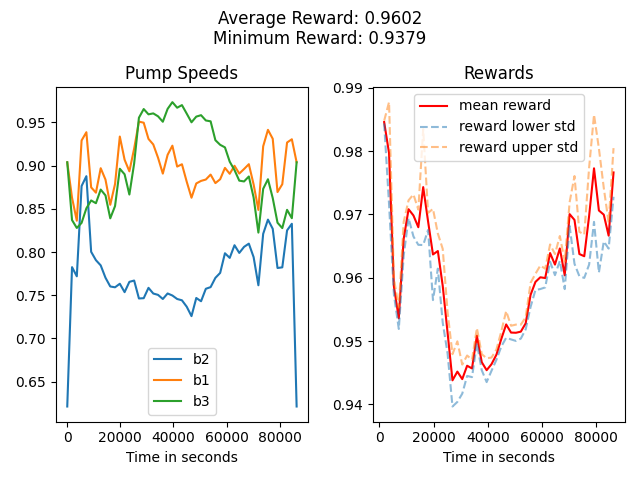 Average Reward: 0.9602
Minimum Reward: 0.9379
Pump Speeds
0.95
0.90
0.85
0.80
0.75
0.70
0.65
b2
b1
b3
0 20000 40000 60000 80000
Time in seconds
Rewards
0.99
0.98
0.97
0.96
0.95
0.94
mean reward
reward lower std
reward upper std
0 20000 40000 60000 80000
Time in seconds